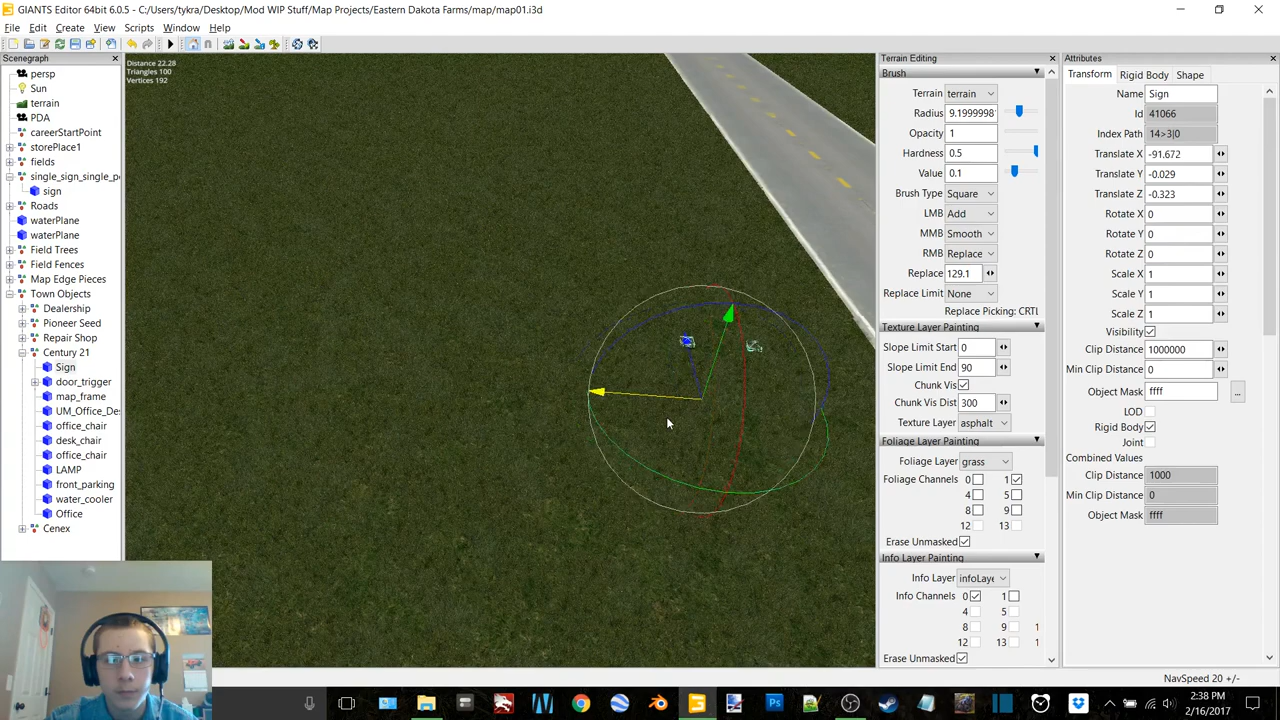 GIANTS Editor 64bit 6.0.5 - C:/Users/tykra/Desktop/Mod WIP Stuff/Map Projects/Eastern Dakota Farms/map/map01.i3d
File Edit Create View Scripts Window Help
Scenegraph
persp
Sun
terrain
PDA
careerStartPoint
storePlace1
fields
single_sign_single_p
sign
Roads
waterPlane
waterPlane
Field Trees
Field Fences
Map Edge Pieces
Town Objects
Dealership
Pioneer Seed
Repair Shop
Century 21
Sign
door_trigger
map_frame
UM_Office_De
office_chair
desk_chair
office_chair
LAMP
front_parking
water_cooler
Office
Cenex
Distance 22.28
Triangles 100
Vertices 192
Terrain Editing
Brush
Terrain terrain
Radius 9.1999998
Opacity 1
Hardness 0.5
Value 0.1
Brush Type Square
LMB Add
MMB Smooth
RMB Replace
Replace 129.1
Replace Limit None
Replace Picking: CRTL
Texture Layer Painting
Slope Limit Start 0
Slope Limit End 90
Chunk Vis
Chunk Vis Dist 300
Texture Layer asphalt
Foliage Layer Painting
Foliage Layer grass
Foliage Channels 0 1
4 5
8 9
12 13
Erase Unmasked
Info Layer Painting
Info Layer infoLaye
Info Channels 0 1
4 5
8 9 1
12 13 1
Erase Unmasked
Attributes
Transform Rigid Body Shape
Name Sign
Id 41066
Index Path 14>3|0
Translate X -91.672
Translate Y -0.029
Translate Z -0.323
Rotate X 0
Rotate Y 0
Rotate Z 0
Scale X 1
Scale Y 1
Scale Z 1
Visibility
Clip Distance 1000000
Min Clip Distance 0
Object Mask ffff ...
LOD
Rigid Body
Joint
Combined Values
Clip Distance 1000
Min Clip Distance 0
Object Mask ffff
NavSpeed 20 +/-
2:38 PM
2/16/2017